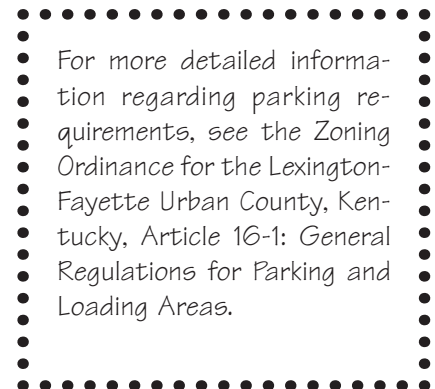 For more detailed informa-
tion regarding parking re-
quirements, see the Zoning
Ordinance for the Lexington-
Fayette Urban County, Ken-
tucky, Article 16-1: General
Regulations for Parking and
Loading Areas.